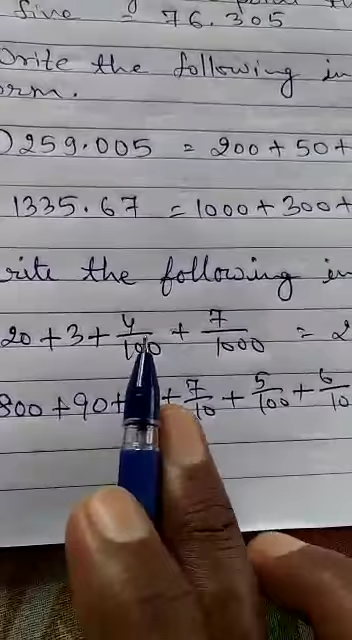 five = 76.305
Write the following in
form.
) 259.005 = 200 + 50 +
1335.67 = 1000 + 300 +
rite the following in
20 + 3 + 4/100 + 7/1000 = 2
800 + 90 + + 7/10 + 5/100 + 6/10